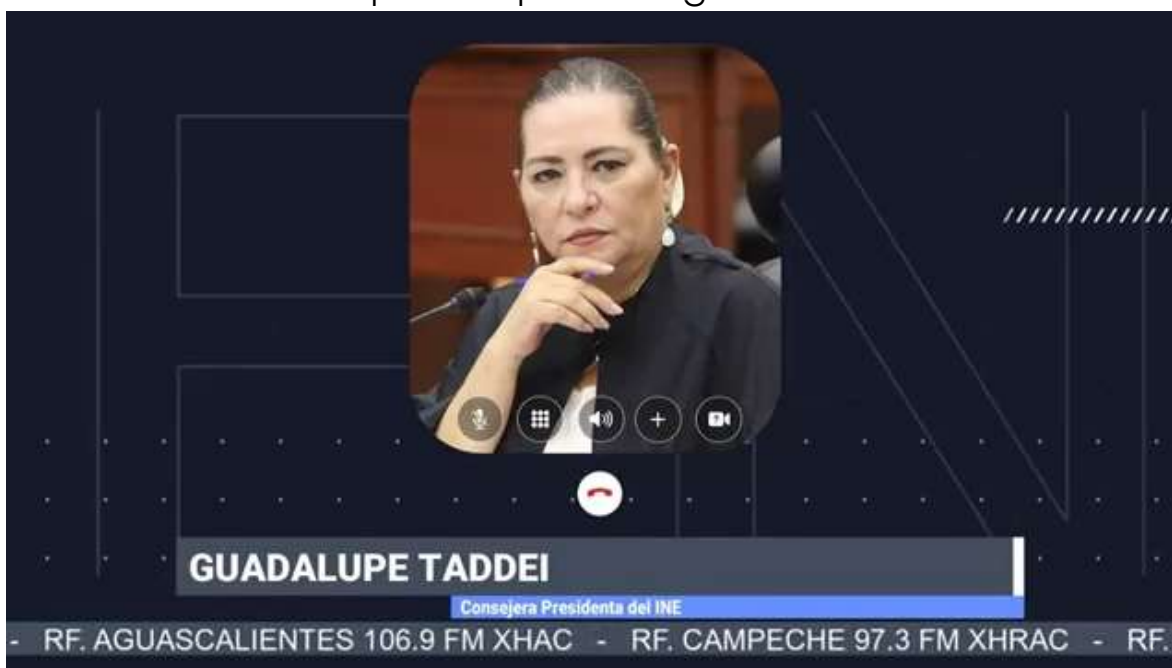 GUADALUPE TADDEI
Consejera Presidenta del INE
- RF. AGUASCALIENTES 106.9 FM XHAC - RF. CAMPECHE 97.3 FM XHRAC - RF.